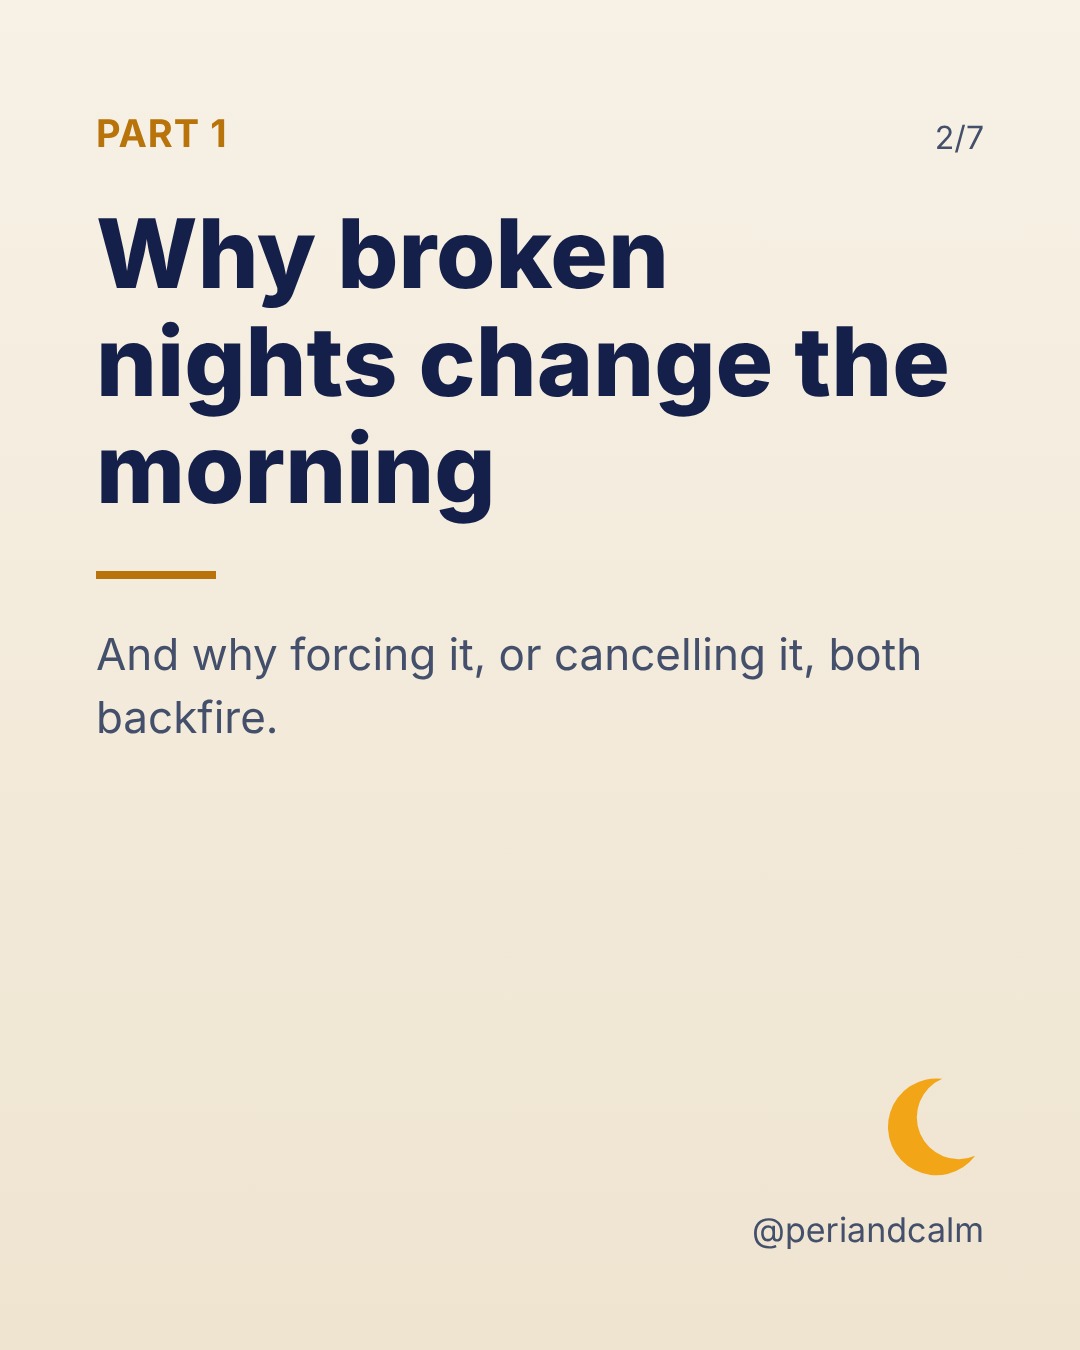 PART 1
2/7
Why broken
nights change the
morning
And why forcing it, or cancelling it, both
backfire.
@periandcalm